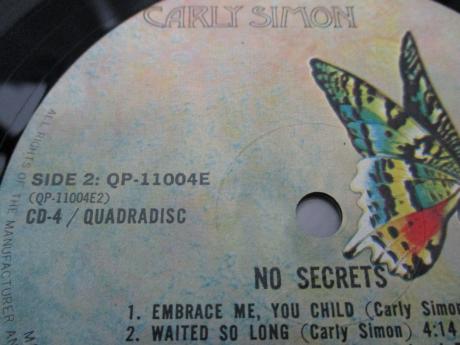 CARLY SIMON
SIDE 2: QP-11004E
(QP-11004E2)
CD-4 / QUADRADISC
ALL RIGHTS OF THE MANUFACTURER AN
NO SECRETS
1. EMBRACE ME, YOU CHILD (Carly Simon
2. WAITED SO LONG (Carly Simon) 4:14